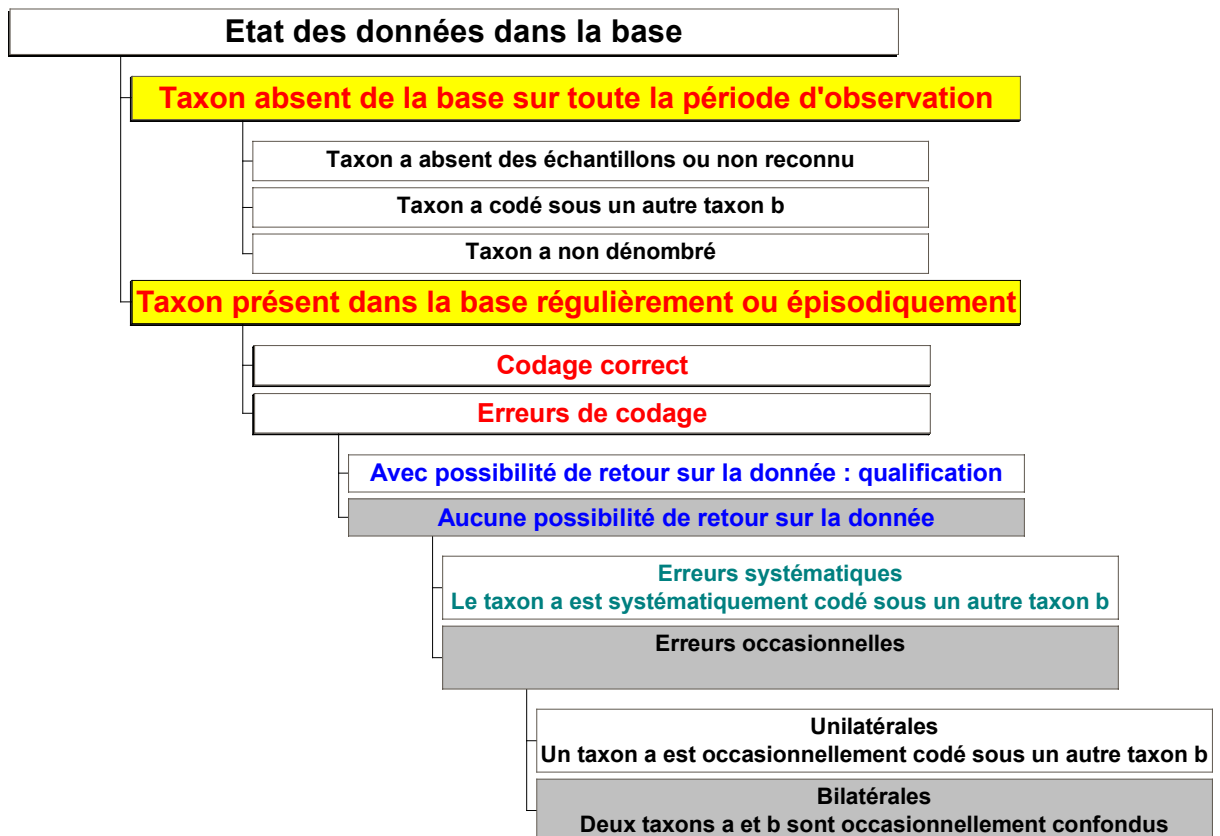 Etat des données dans la base
Taxon absent de la base sur toute la période d'observation
Taxon a absent des échantillons ou non reconnu
Taxon a codé sous un autre taxon b
Taxon a non dénombré
Taxon présent dans la base régulièrement ou épisodiquement
Codage correct
Erreurs de codage
Avec possibilité de retour sur la donnée : qualification
Aucune possibilité de retour sur la donnée
Erreurs systématiques
Le taxon a est systématiquement codé sous un autre taxon b
Erreurs occasionnelles
Unilatérales
Un taxon a est occasionnellement codé sous un autre taxon b
Bilatérales
Deux taxons a et b sont occasionnellement confondus